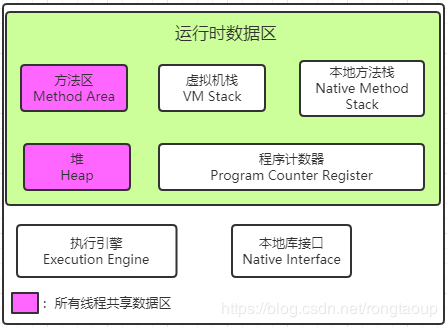 运行时数据区
方法区
Method Area
虚拟机栈
VM Stack
本地方法栈
Native Method
Stack
堆
Heap
程序计数器
Program Counter Register
执行引擎
Execution Engine
本地库接口
Native Interface
：所有线程共享数据区
https://blog.csdn.net/rongtaoup